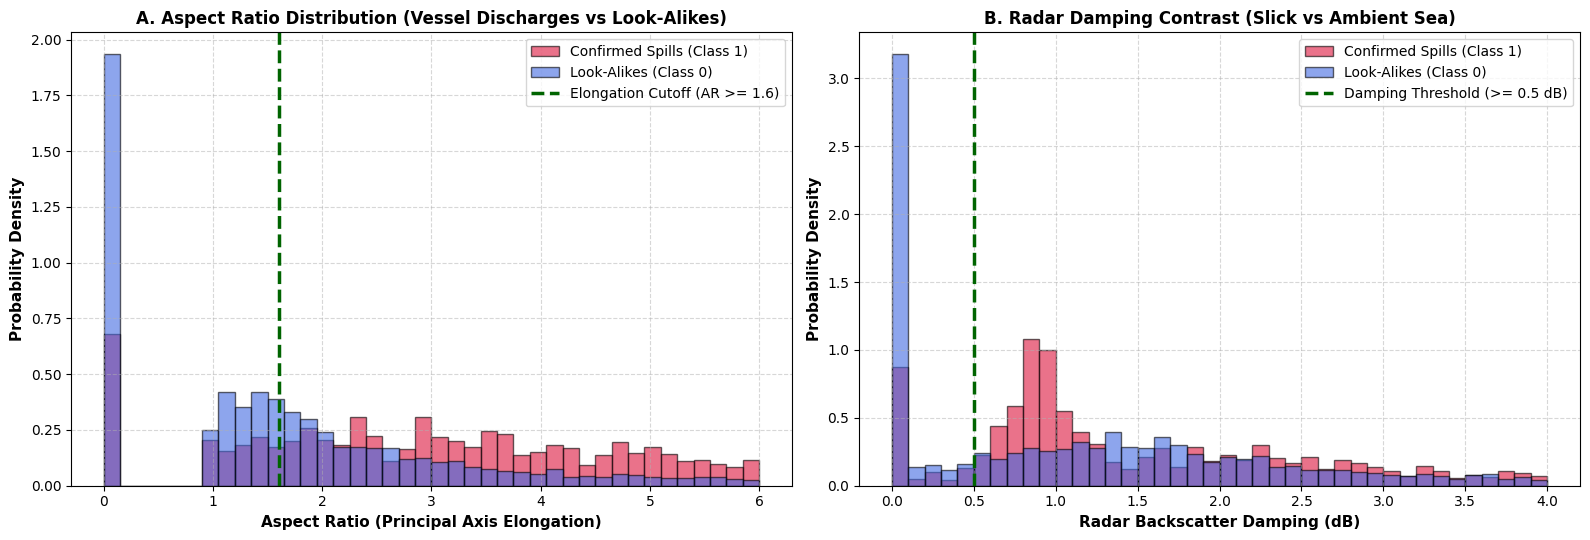 A. Aspect Ratio Distribution (Vessel Discharges vs Look-Alikes)
Confirmed Spills (Class 1)
Look-Alikes (Class 0)
Elongation Cutoff (AR >= 1.6)
Probability Density
2.00
1.75
1.50
1.25
1.00
0.75
0.50
0.25
0.00
0 1 2 3 4 5 6
Aspect Ratio (Principal Axis Elongation)
B. Radar Damping Contrast (Slick vs Ambient Sea)
Confirmed Spills (Class 1)
Look-Alikes (Class 0)
Damping Threshold (>= 0.5 dB)
Probability Density
3.0
2.5
2.0
1.5
1.0
0.5
0.0
0.0 0.5 1.0 1.5 2.0 2.5 3.0 3.5 4.0
Radar Backscatter Damping (dB)